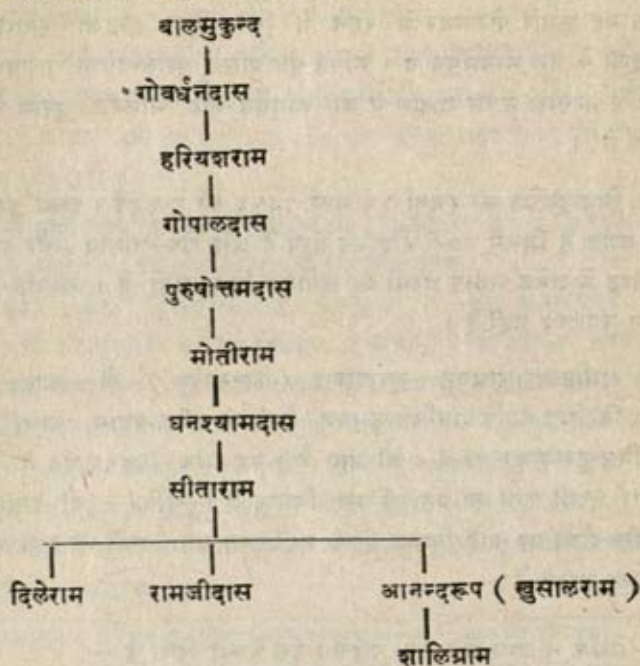 बालमुकुन्द
गोवर्धनदास
हरियशराम
गोपालदास
पुरुषोत्तमदास
मोतीराम
घनश्यामदास
सीताराम
दिलेराम रामजीदास आनन्दरूप ( खुसालराम )
शालिग्राम